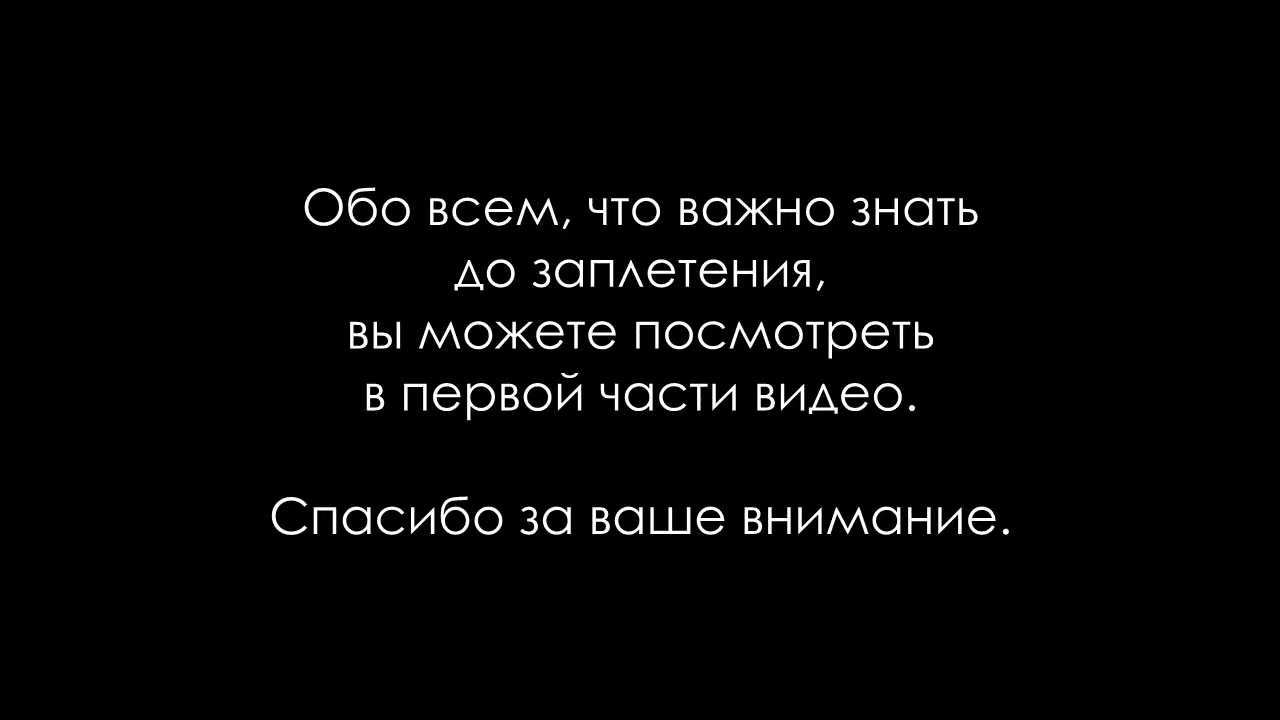 Обо всем, что важно знать
до заплетения,
вы можете посмотреть
в первой части видео.
Спасибо за ваше внимание.